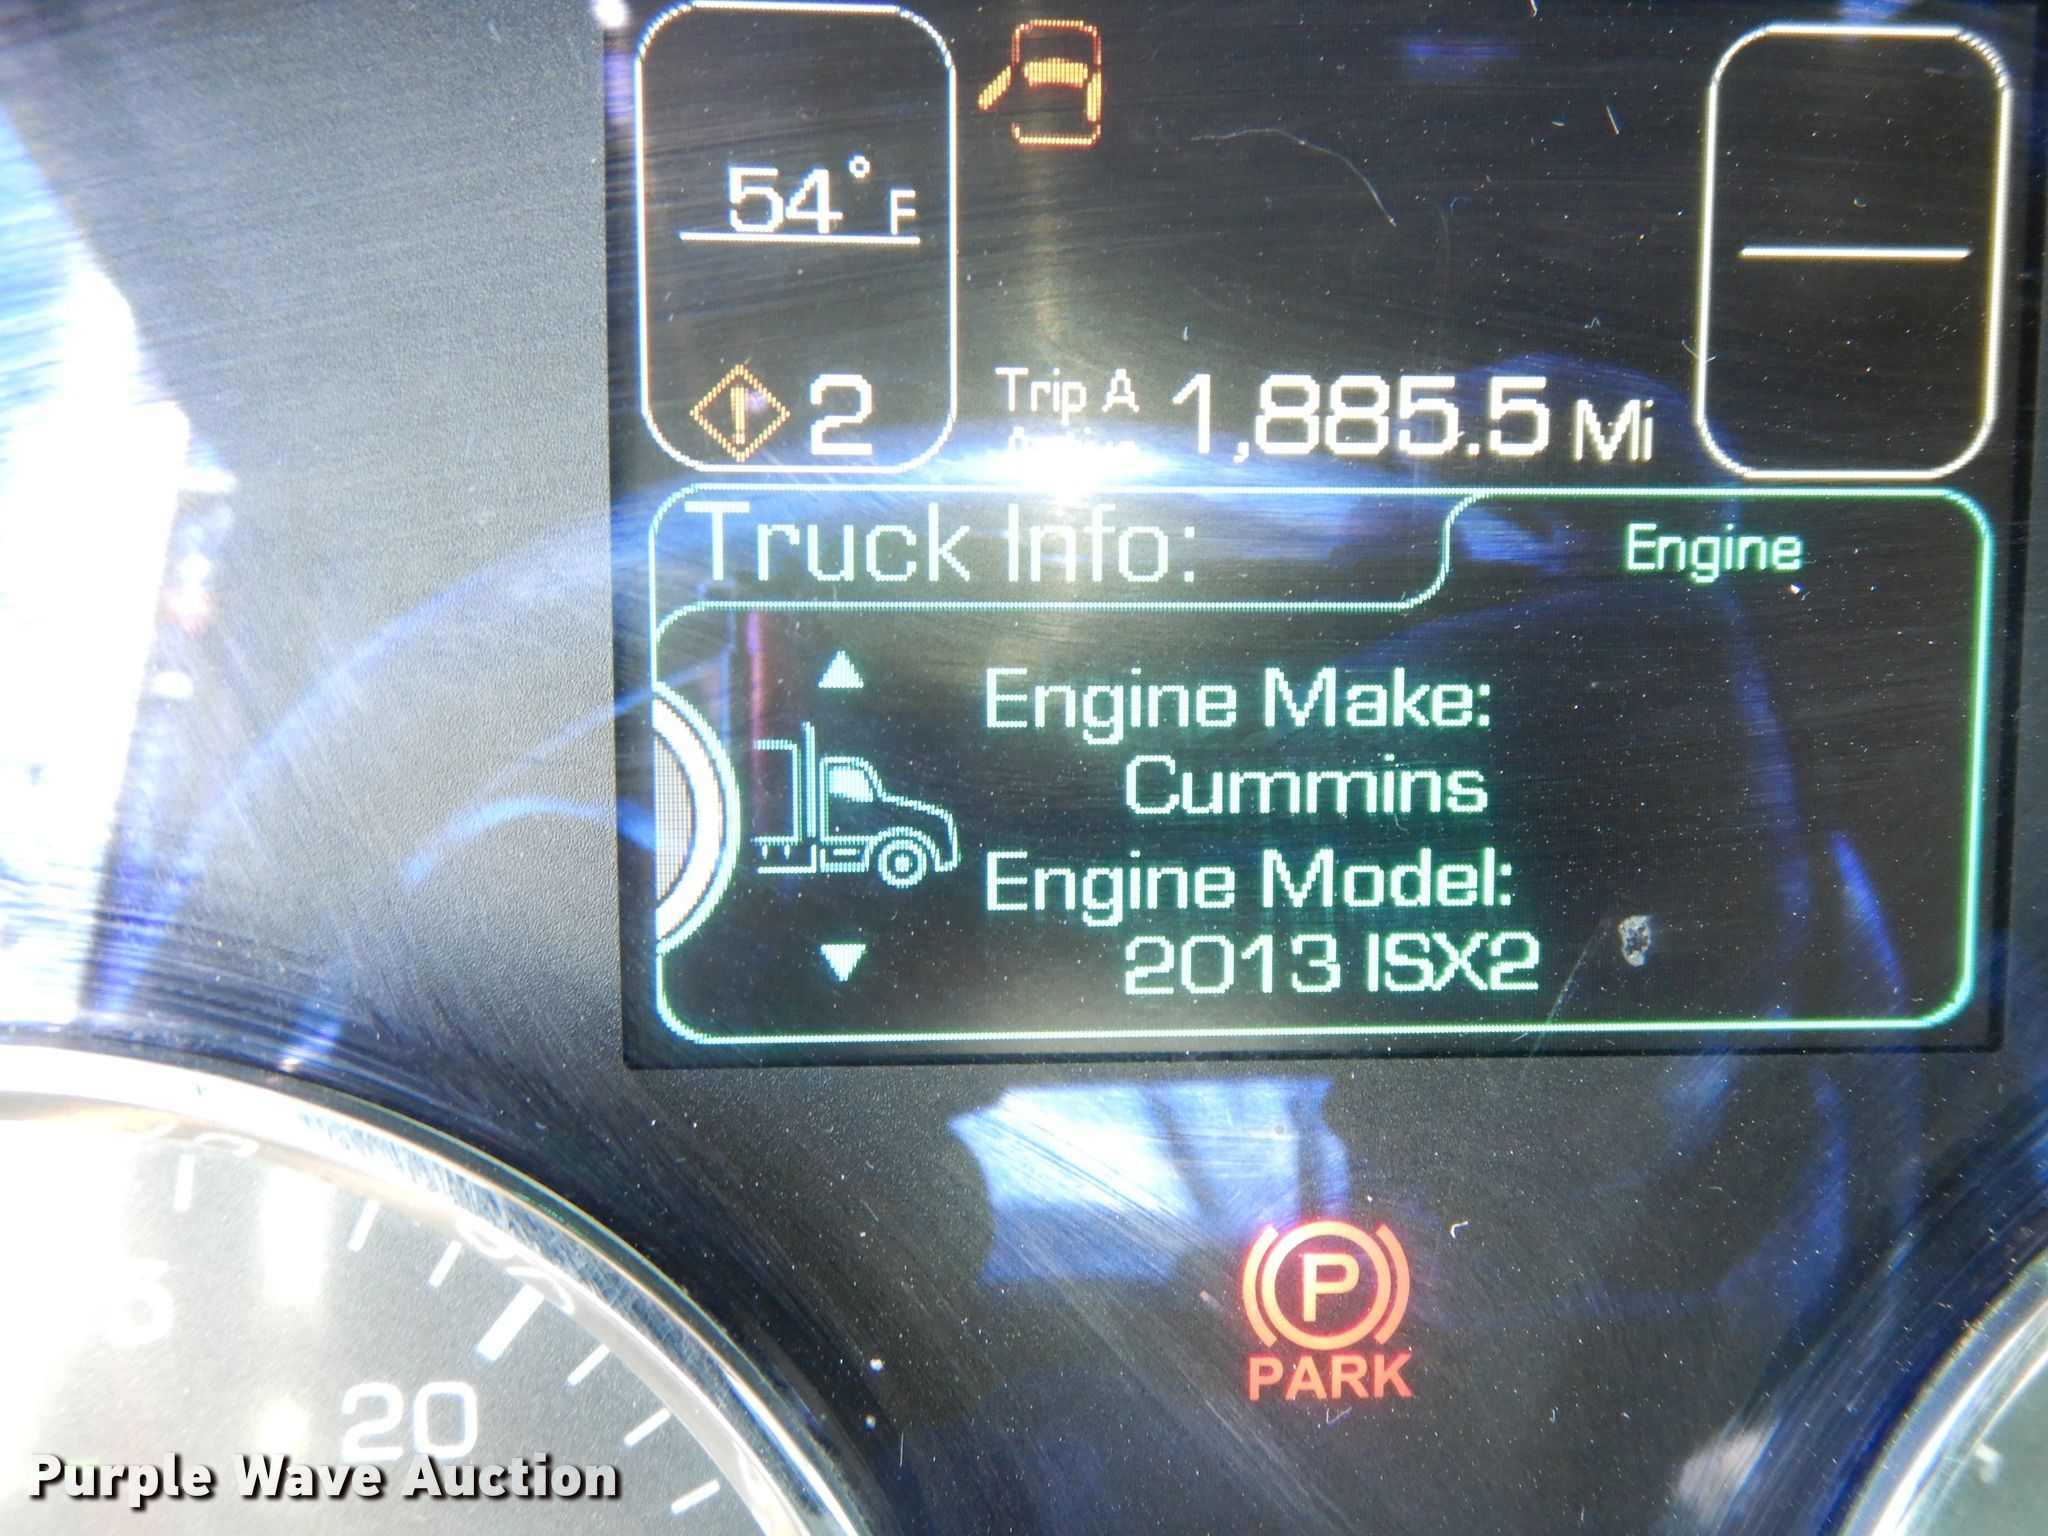 54° F
2
Trip A 1,885.5 Mi
Active
Truck Info:
Engine
Engine Make:
Cummins
Engine Model:
2013 ISX2
P
PARK
20
Purple Wave Auction